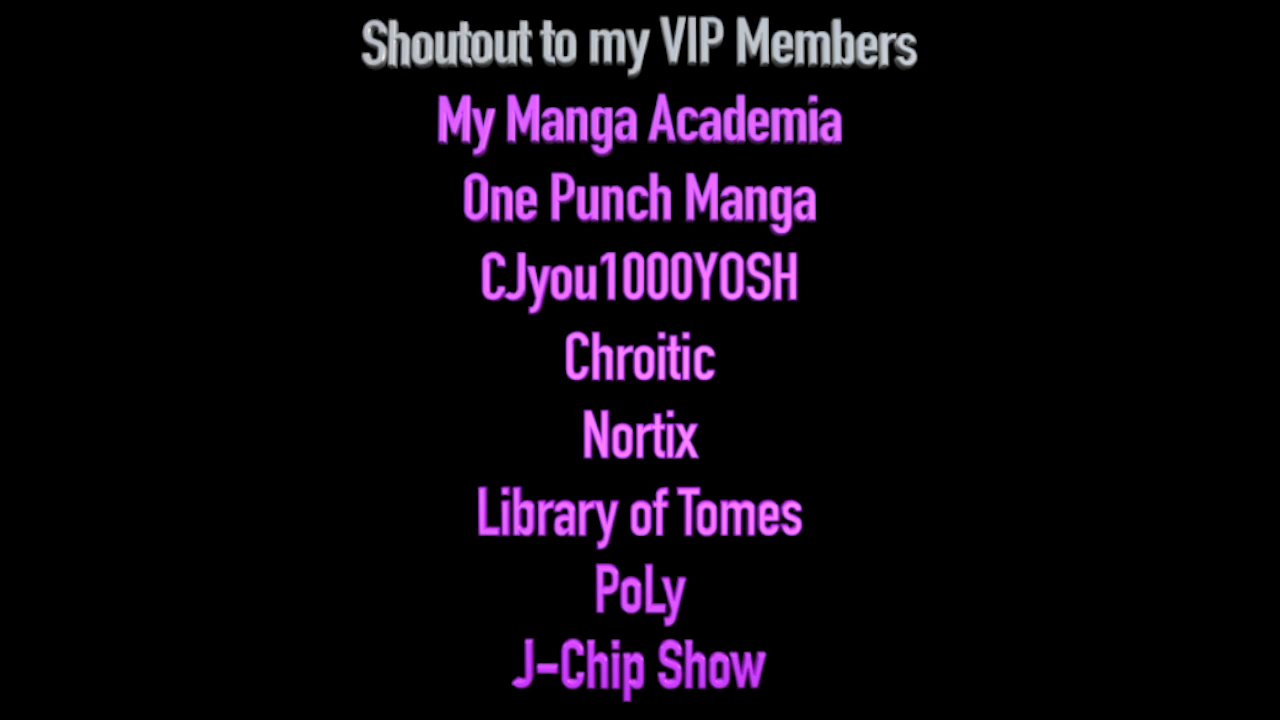 Shoutout to my VIP Members
My Manga Academia
One Punch Manga
CJyou1000YOSH
Chroitic
Nortix
Library of Tomes
PoLy
J-Chip Show